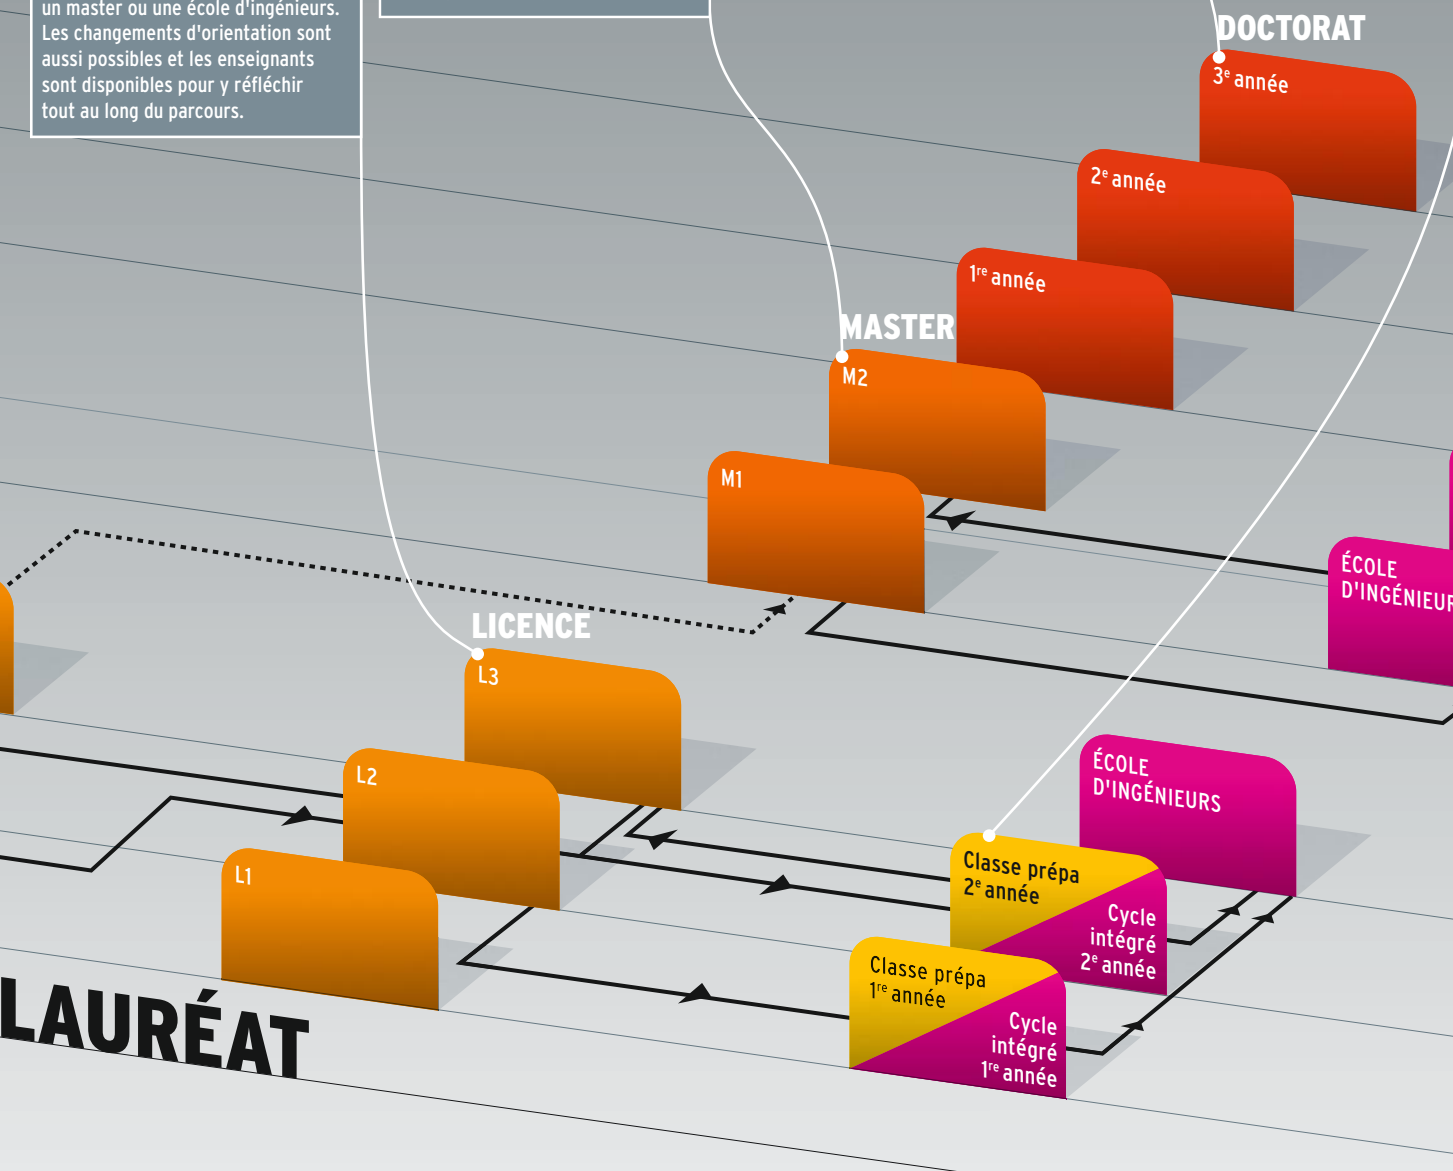 un master ou une école d'ingénieurs.
Les changements d'orientation sont
aussi possibles et les enseignants
sont disponibles pour y réfléchir
tout au long du parcours.
DOCTORAT
3e année
2e année
1re année
MASTER
M2
M1
ÉCOLE
D'INGÉNIEUR
LICENCE
L3
L2
L1
ÉCOLE
D'INGÉNIEURS
Classe prépa
2e année
Cycle
intégré
2e année
Classe prépa
1re année
Cycle
intégré
1re année
LAURÉAT